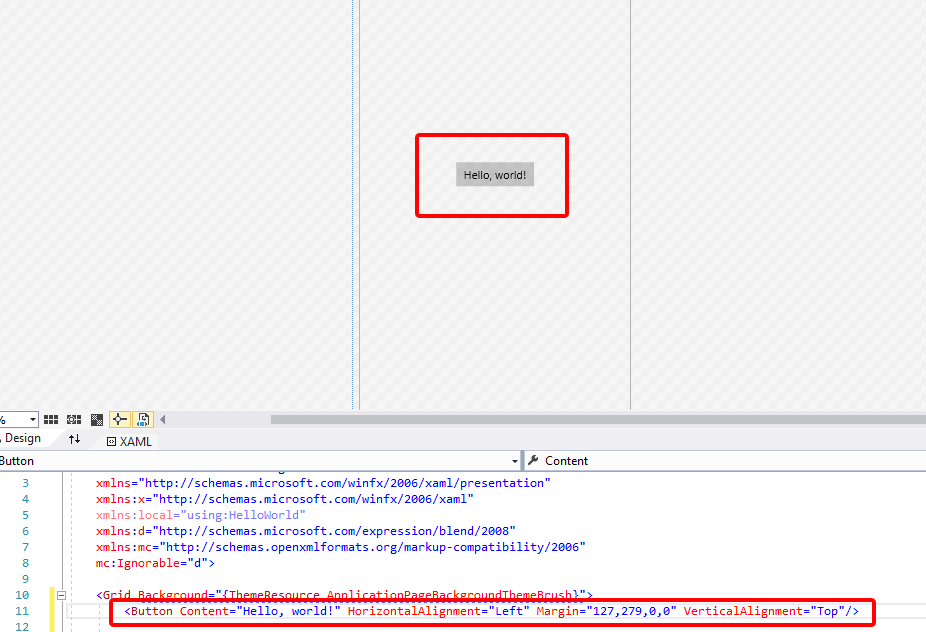 Hello, world!
%
Design
XAML
Button
Content
3 xmlns="http://schemas.microsoft.com/winfx/2006/xaml/presentation"
4 xmlns:x="http://schemas.microsoft.com/winfx/2006/xaml"
5 xmlns:local="using:HelloWorld"
6 xmlns:d="http://schemas.microsoft.com/expression/blend/2008"
7 xmlns:mc="http://schemas.openxmlformats.org/markup-compatibility/2006"
8 mc:Ignorable="d">
9
10 <Grid Background="{ThemeResource ApplicationPageBackgroundThemeBrush}">
11 <Button Content="Hello, world!" HorizontalAlignment="Left" Margin="127,279,0,0" VerticalAlignment="Top"/>
12